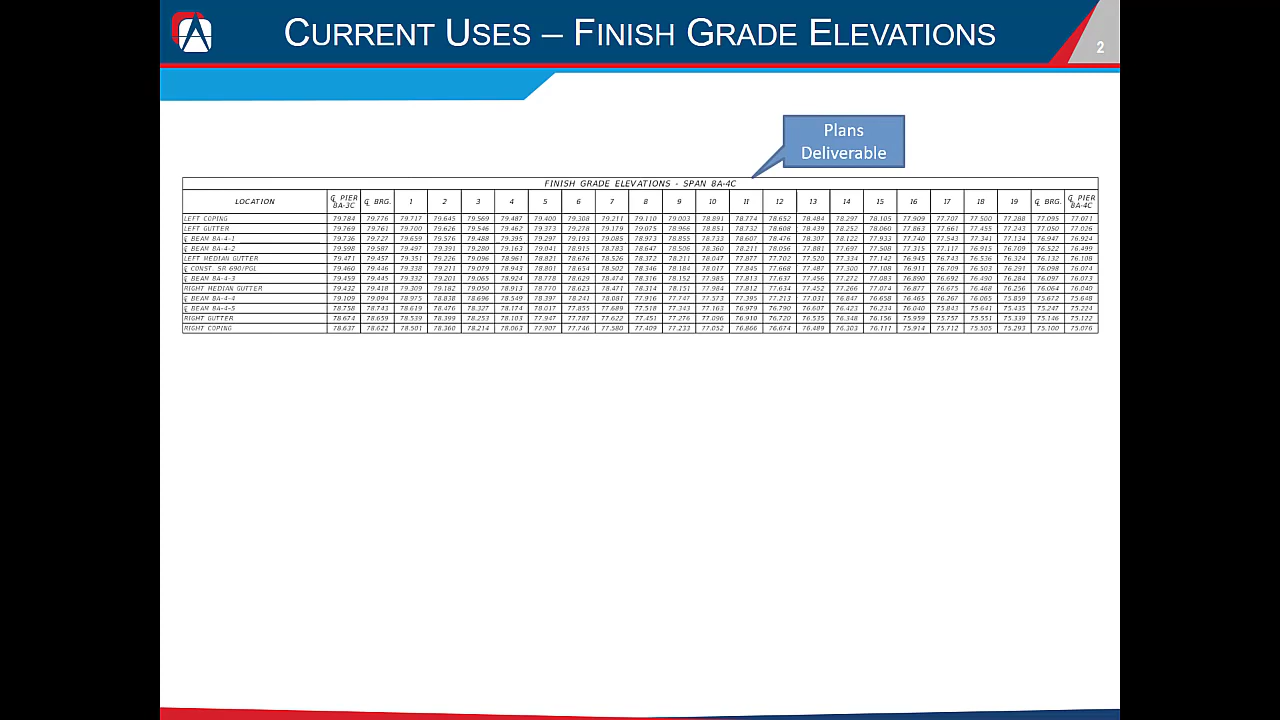 CURRENT USES – FINISH GRADE ELEVATIONS
2
Plans
Deliverable
FINISH GRADE ELEVATIONS - SPAN 8A-4C
LOCATION ℄ PIER 8A-3C ℄ BRG. 1 2 3 4 5 6 7 8 9 10 11 12 13 14 15 16 17 18 19 ℄ BRG. ℄ PIER 8A-4C
LEFT COPING 79.784 79.776 79.717 79.645 79.569 79.487 79.400 79.308 79.211 79.110 79.003 78.891 78.774 78.652 78.484 78.297 78.105 77.909 77.707 77.500 77.288 77.095 77.071
LEFT GUTTER 79.769 79.761 79.700 79.626 79.546 79.462 79.373 79.278 79.179 79.075 78.966 78.851 78.732 78.608 78.439 78.252 78.060 77.863 77.661 77.455 77.243 77.050 77.026
℄ BEAM 8A-4-1 79.736 79.727 79.659 79.576 79.488 79.395 79.297 79.193 79.085 78.973 78.855 78.733 78.607 78.476 78.307 78.122 77.933 77.740 77.543 77.341 77.134 76.947 76.924
℄ BEAM 8A-4-2 79.598 79.587 79.497 79.391 79.280 79.163 79.041 78.915 78.783 78.647 78.506 78.360 78.211 78.056 77.881 77.697 77.508 77.315 77.117 76.915 76.709 76.522 76.499
LEFT MEDIAN GUTTER 79.471 79.457 79.351 79.226 79.096 78.961 78.821 78.676 78.526 78.372 78.211 78.047 77.877 77.702 77.520 77.334 77.142 76.945 76.743 76.536 76.324 76.132 76.108
℄ CONST. SR 690/PGL 79.460 79.446 79.338 79.211 79.079 78.943 78.801 78.654 78.502 78.346 78.184 78.017 77.845 77.668 77.487 77.300 77.108 76.911 76.709 76.503 76.291 76.098 76.074
℄ BEAM 8A-4-3 79.459 79.445 79.332 79.201 79.065 78.924 78.778 78.629 78.474 78.316 78.152 77.985 77.813 77.637 77.456 77.272 77.083 76.890 76.692 76.490 76.284 76.097 76.073
RIGHT MEDIAN GUTTER 79.432 79.418 79.309 79.182 79.050 78.913 78.770 78.623 78.471 78.314 78.151 77.984 77.812 77.634 77.452 77.266 77.074 76.877 76.675 76.468 76.256 76.064 76.040
℄ BEAM 8A-4-4 79.109 79.094 78.975 78.838 78.696 78.549 78.397 78.241 78.081 77.916 77.747 77.573 77.395 77.213 77.031 76.847 76.658 76.465 76.267 76.065 75.859 75.672 75.648
℄ BEAM 8A-4-5 78.758 78.743 78.619 78.476 78.327 78.174 78.017 77.855 77.689 77.518 77.343 77.163 76.979 76.790 76.607 76.423 76.234 76.040 75.843 75.641 75.435 75.247 75.224
RIGHT GUTTER 78.674 78.659 78.539 78.399 78.253 78.103 77.947 77.787 77.622 77.451 77.276 77.096 76.910 76.720 76.535 76.348 76.156 75.959 75.757 75.551 75.339 75.146 75.122
RIGHT COPING 78.637 78.622 78.501 78.360 78.214 78.063 77.907 77.746 77.580 77.409 77.233 77.052 76.866 76.674 76.489 76.303 76.111 75.914 75.712 75.505 75.293 75.100 75.076